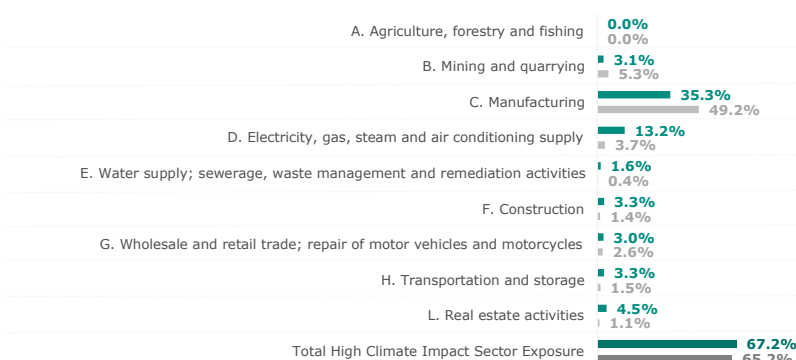 A. Agriculture, forestry and fishing 0.0%
0.0%
B. Mining and quarrying 3.1%
5.3%
C. Manufacturing 35.3%
49.2%
D. Electricity, gas, steam and air conditioning supply 13.2%
3.7%
E. Water supply; sewerage, waste management and remediation activities 1.6%
0.4%
F. Construction 3.3%
1.4%
G. Wholesale and retail trade; repair of motor vehicles and motorcycles 3.0%
2.6%
H. Transportation and storage 3.3%
1.5%
L. Real estate activities 4.5%
1.1%
Total High Climate Impact Sector Exposure 67.2%
65.2%